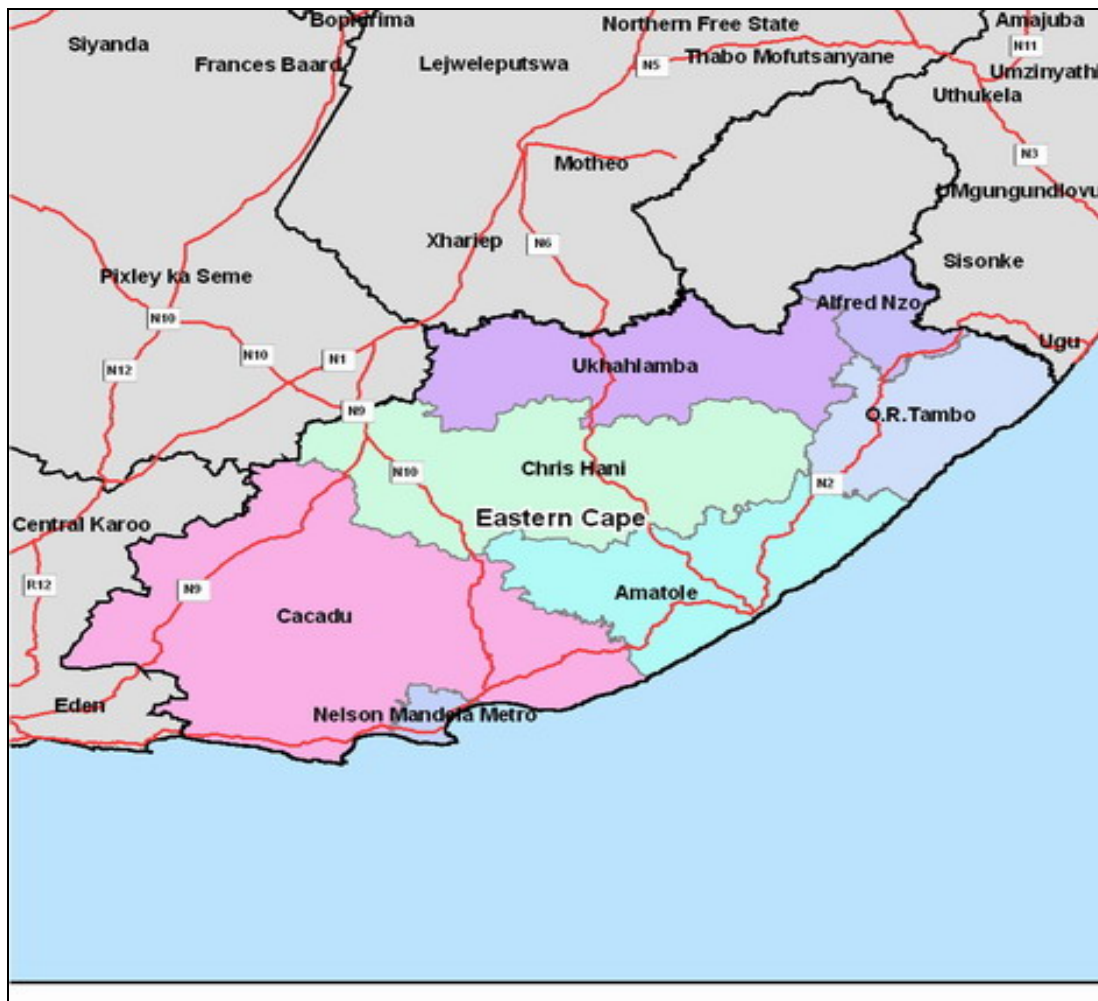 Bophirima
Northern Free State
Amajuba
Siyanda
Frances Baard
Lejweleputswa
N5
Thabo Mofutsanyane
N11
Umzinyathi
Uthukela
Motheo
N3
UMgungundlovu
Xhariep
N6
Sisonke
Pixley ka Seme
Alfred Nzo
N10
Ugu
N10
N1
Ukhahlamba
N12
N9
O.R.Tambo
N10
Chris Hani
N2
Central Karoo
Eastern Cape
R12
N9
Amatole
Cacadu
Eden
Nelson Mandela Metro